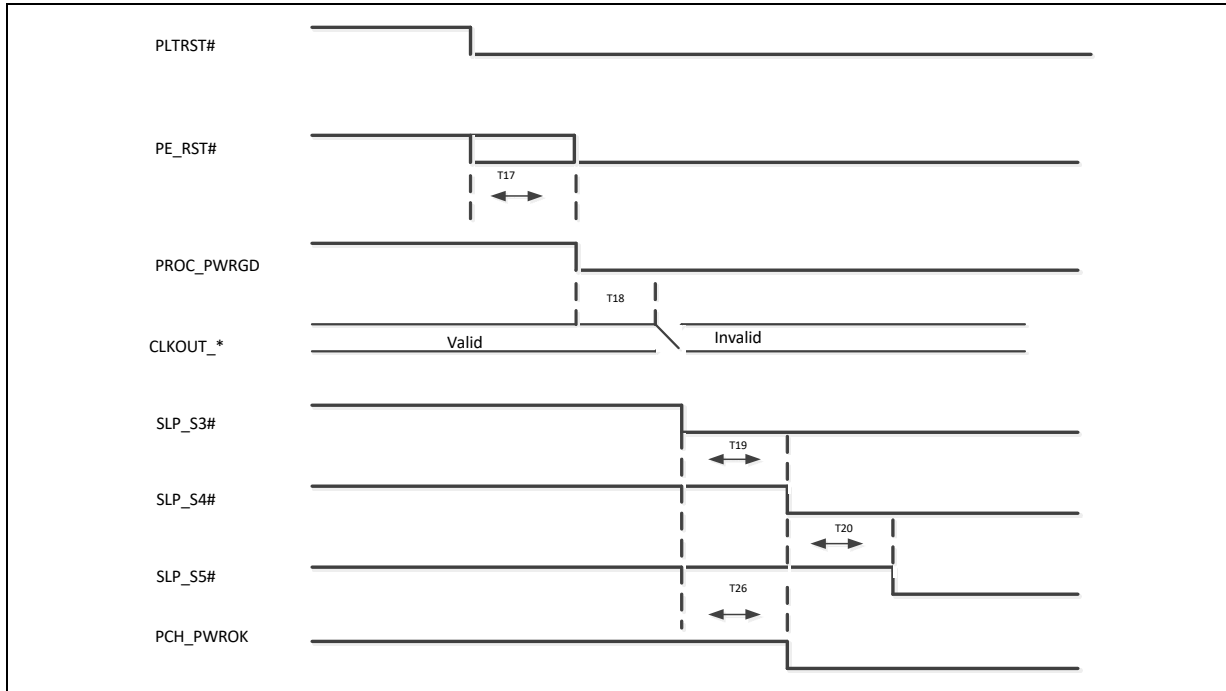 PLTRST#
PE_RST#
T17
PROC_PWRGD
T18
CLKOUT_*
Valid
Invalid
SLP_S3#
T19
SLP_S4#
T20
SLP_S5#
T26
PCH_PWROK